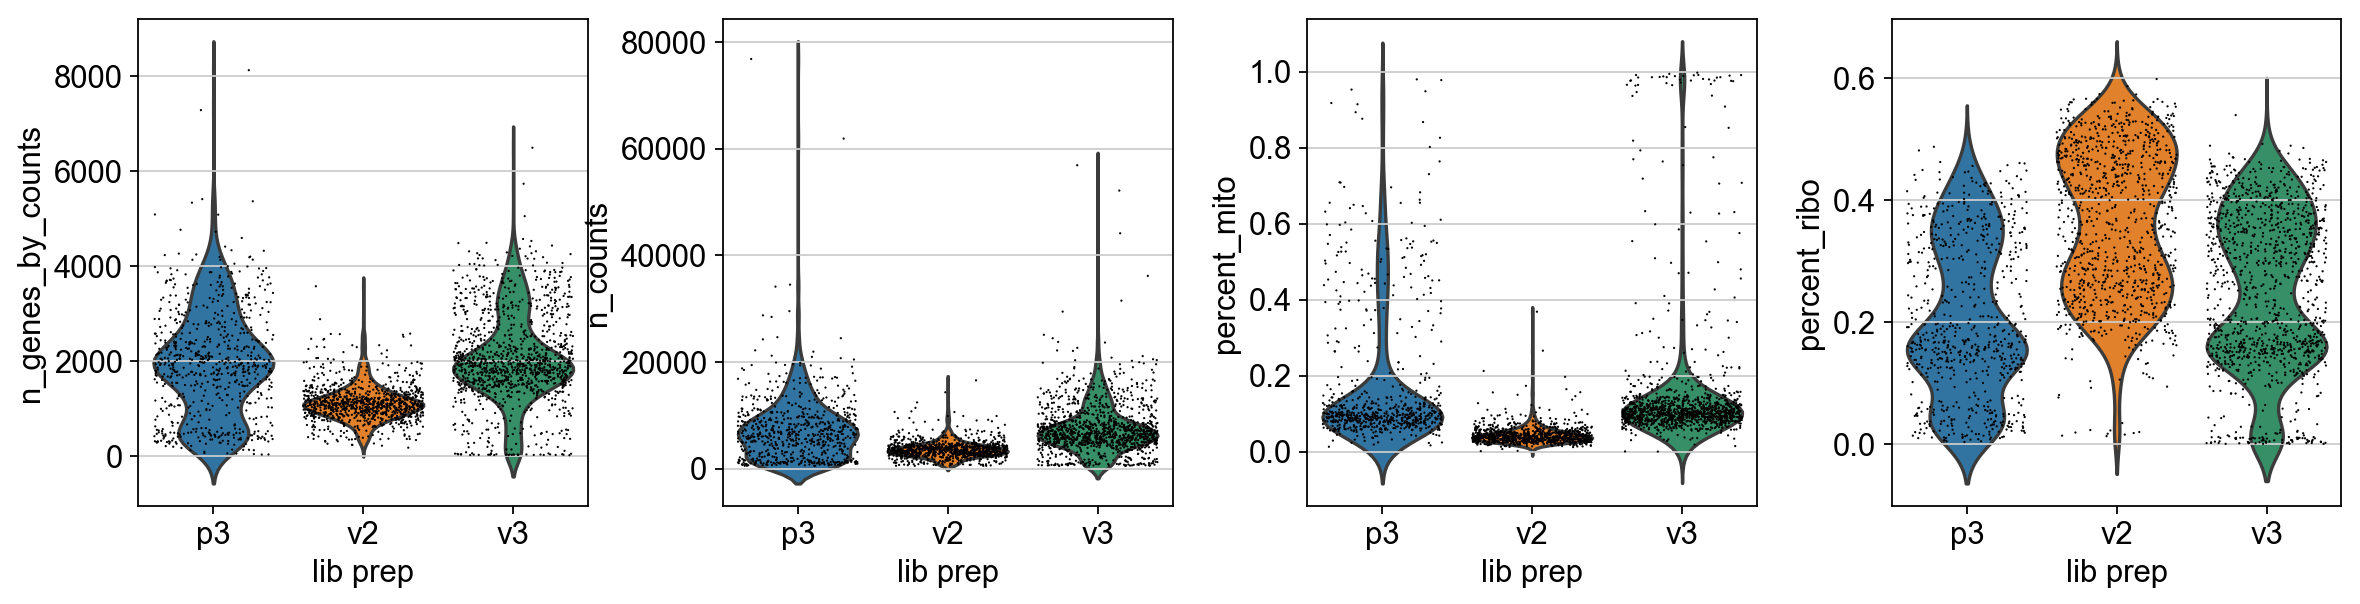 n_genes_by_counts
8000
6000
4000
2000
0
p3 v2 v3
lib prep
n_counts
80000
60000
40000
20000
0
p3 v2 v3
lib prep
percent_mito
1.0
0.8
0.6
0.4
0.2
0.0
p3 v2 v3
lib prep
percent_ribo
0.6
0.4
0.2
0.0
p3 v2 v3
lib prep